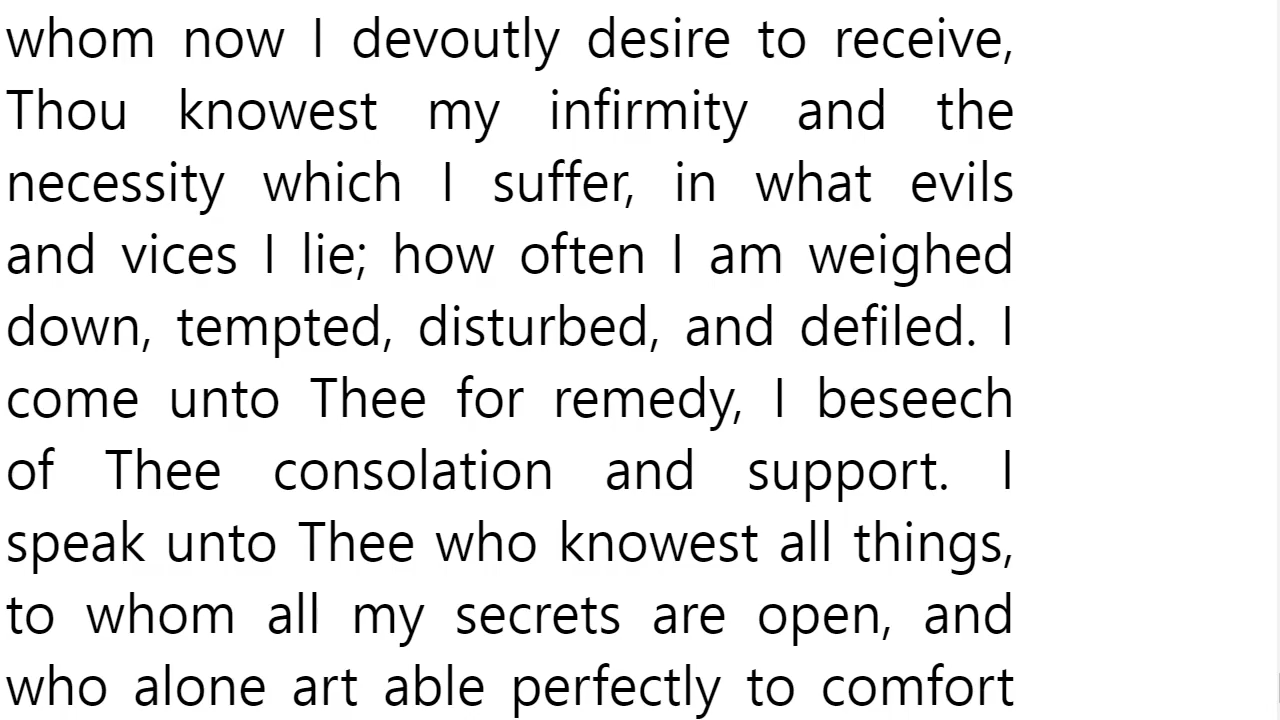 whom now I devoutly desire to receive,
Thou knowest my infirmity and the
necessity which I suffer, in what evils
and vices I lie; how often I am weighed
down, tempted, disturbed, and defiled. I
come unto Thee for remedy, I beseech
of Thee consolation and support. I
speak unto Thee who knowest all things,
to whom all my secrets are open, and
who alone art able perfectly to comfort